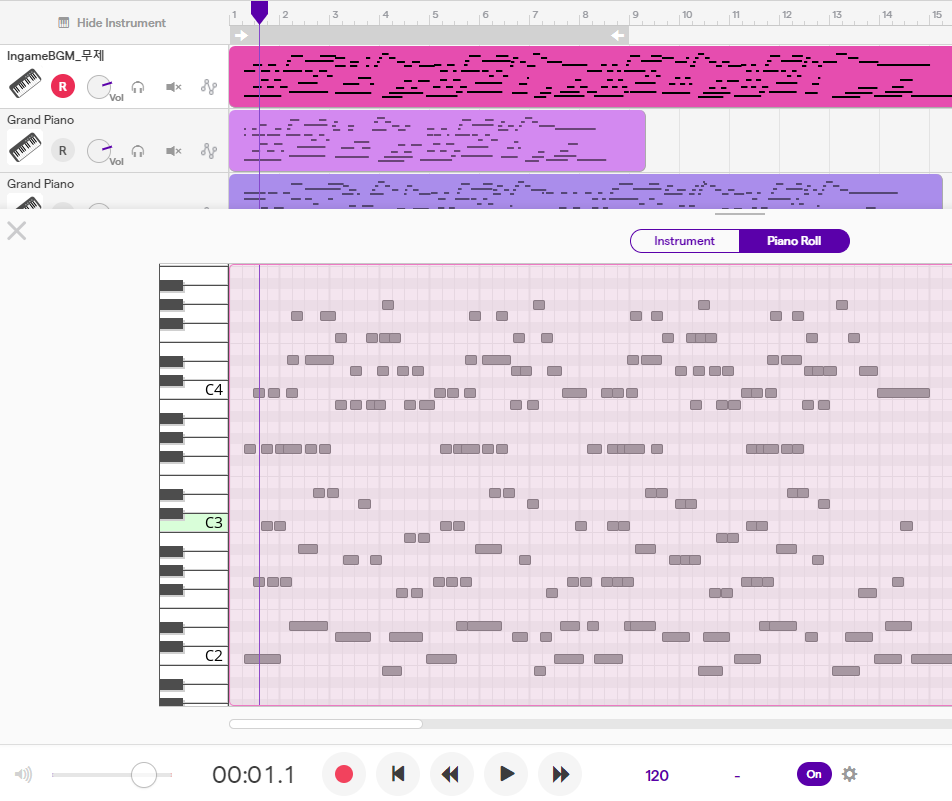 Hide Instrument
1 2 3 4 5 6 7 8 9 10 11 12 13 14 15
IngameBGM_무제
R
Vol
Grand Piano
R
Vol
Grand Piano
Instrument Piano Roll
C4
C3
C2
00:01.1 120 - On